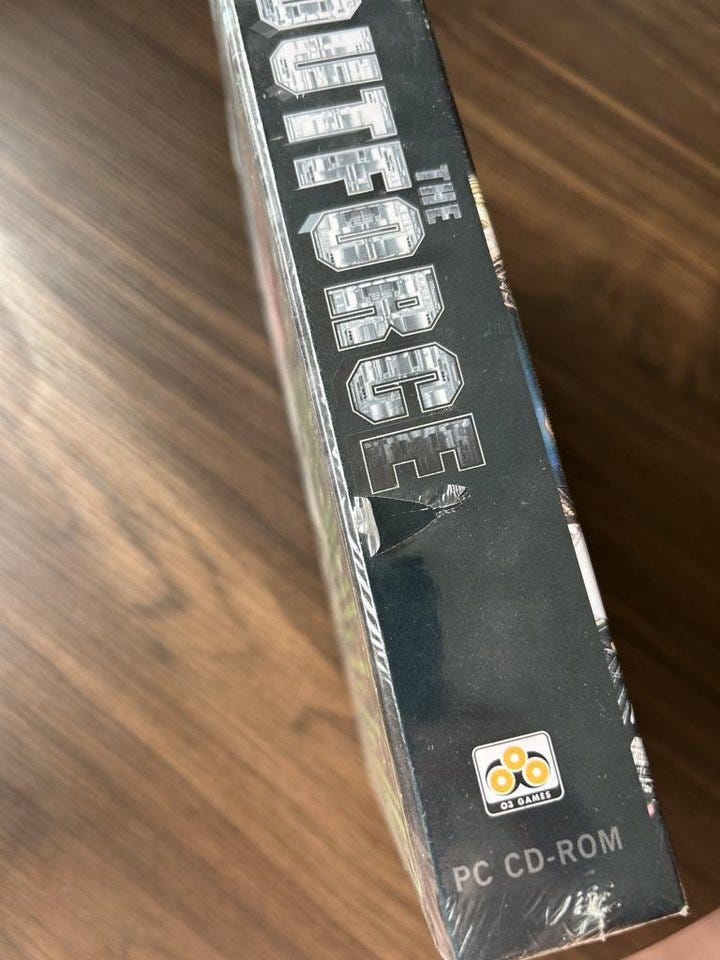 THE
OUTFORCE
O3 GAMES
PC CD-ROM